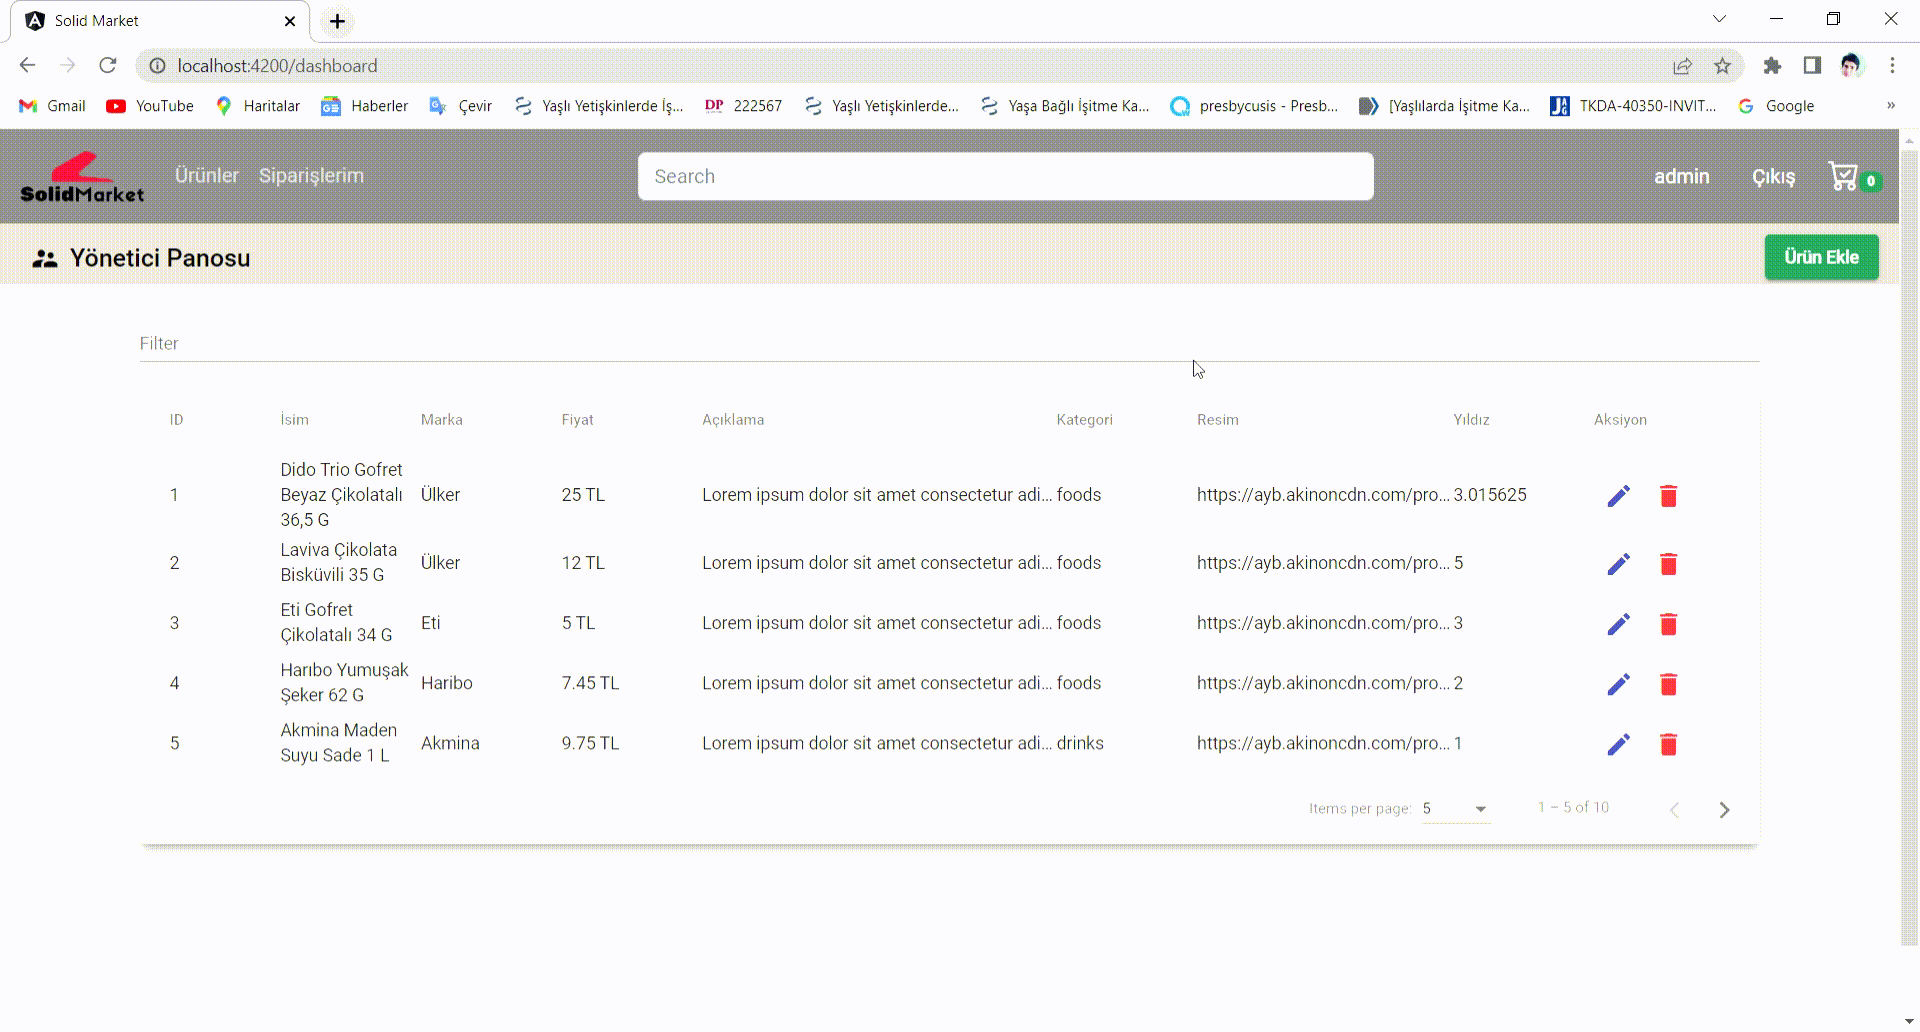 Solid Market
localhost:4200/dashboard
Gmail YouTube Haritalar Haberler Çevir Yaşlı Yetişkinlerde İş... DP 222567 Yaşlı Yetişkinlerde... Yaşa Bağlı İşitme Ka... presbycusis - Presb... [Yaşlılarda İşitme Ka... TKDA-40350-INVIT... Google »
SolidMarket Ürünler Siparişlerim Search admin Çıkış 0
Yönetici Panosu Ürün Ekle
Filter
ID İsim Marka Fiyat Açıklama Kategori Resim Yıldız Aksiyon
Dido Trio Gofret
1 Beyaz Çikolatalı Ülker 25 TL Lorem ipsum dolor sit amet consectetur adi... foods https://ayb.akinoncdn.com/pro... 3.015625
36,5 G
Laviva Çikolata
2 Ülker 12 TL Lorem ipsum dolor sit amet consectetur adi... foods https://ayb.akinoncdn.com/pro... 5
Bisküvili 35 G
Eti Gofret
3 Eti 5 TL Lorem ipsum dolor sit amet consectetur adi... foods https://ayb.akinoncdn.com/pro... 3
Çikolatalı 34 G
Harıbo Yumuşak
4 Haribo 7.45 TL Lorem ipsum dolor sit amet consectetur adi... foods https://ayb.akinoncdn.com/pro... 2
Şeker 62 G
Akmina Maden
5 Akmina 9.75 TL Lorem ipsum dolor sit amet consectetur adi... drinks https://ayb.akinoncdn.com/pro... 1
Suyu Sade 1 L
Items per page: 5 1 – 5 of 10